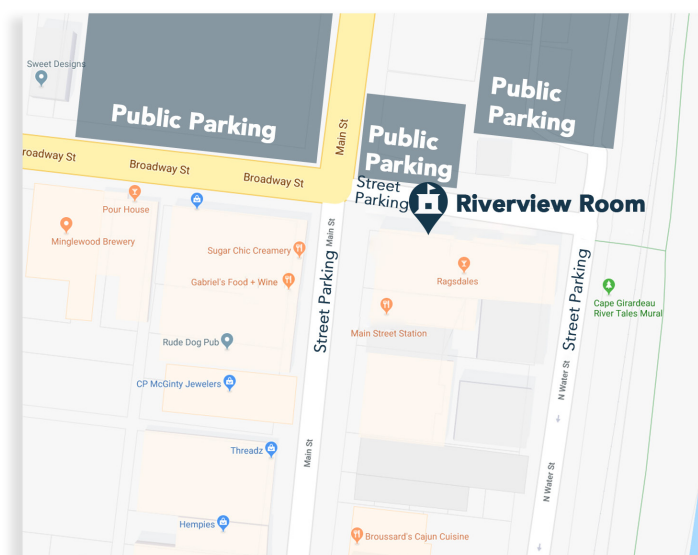 Sweet Designs
Public Parking
Public
Parking
Main St
Public
Parking
roadway St
Broadway St
Broadway St
Street
Parking
Riverview Room
Pour House
Minglewood Brewery
Sugar Chic Creamery
Main St
Gabriel's Food + Wine
Street Parking
Ragsdales
Street Parking
Cape Girardeau
River Tales Mural
Main Street Station
Rude Dog Pub
CP McGinty Jewelers
N Water St
Threadz
Main St
N Water St
Hempies
Broussard's Cajun Cuisine